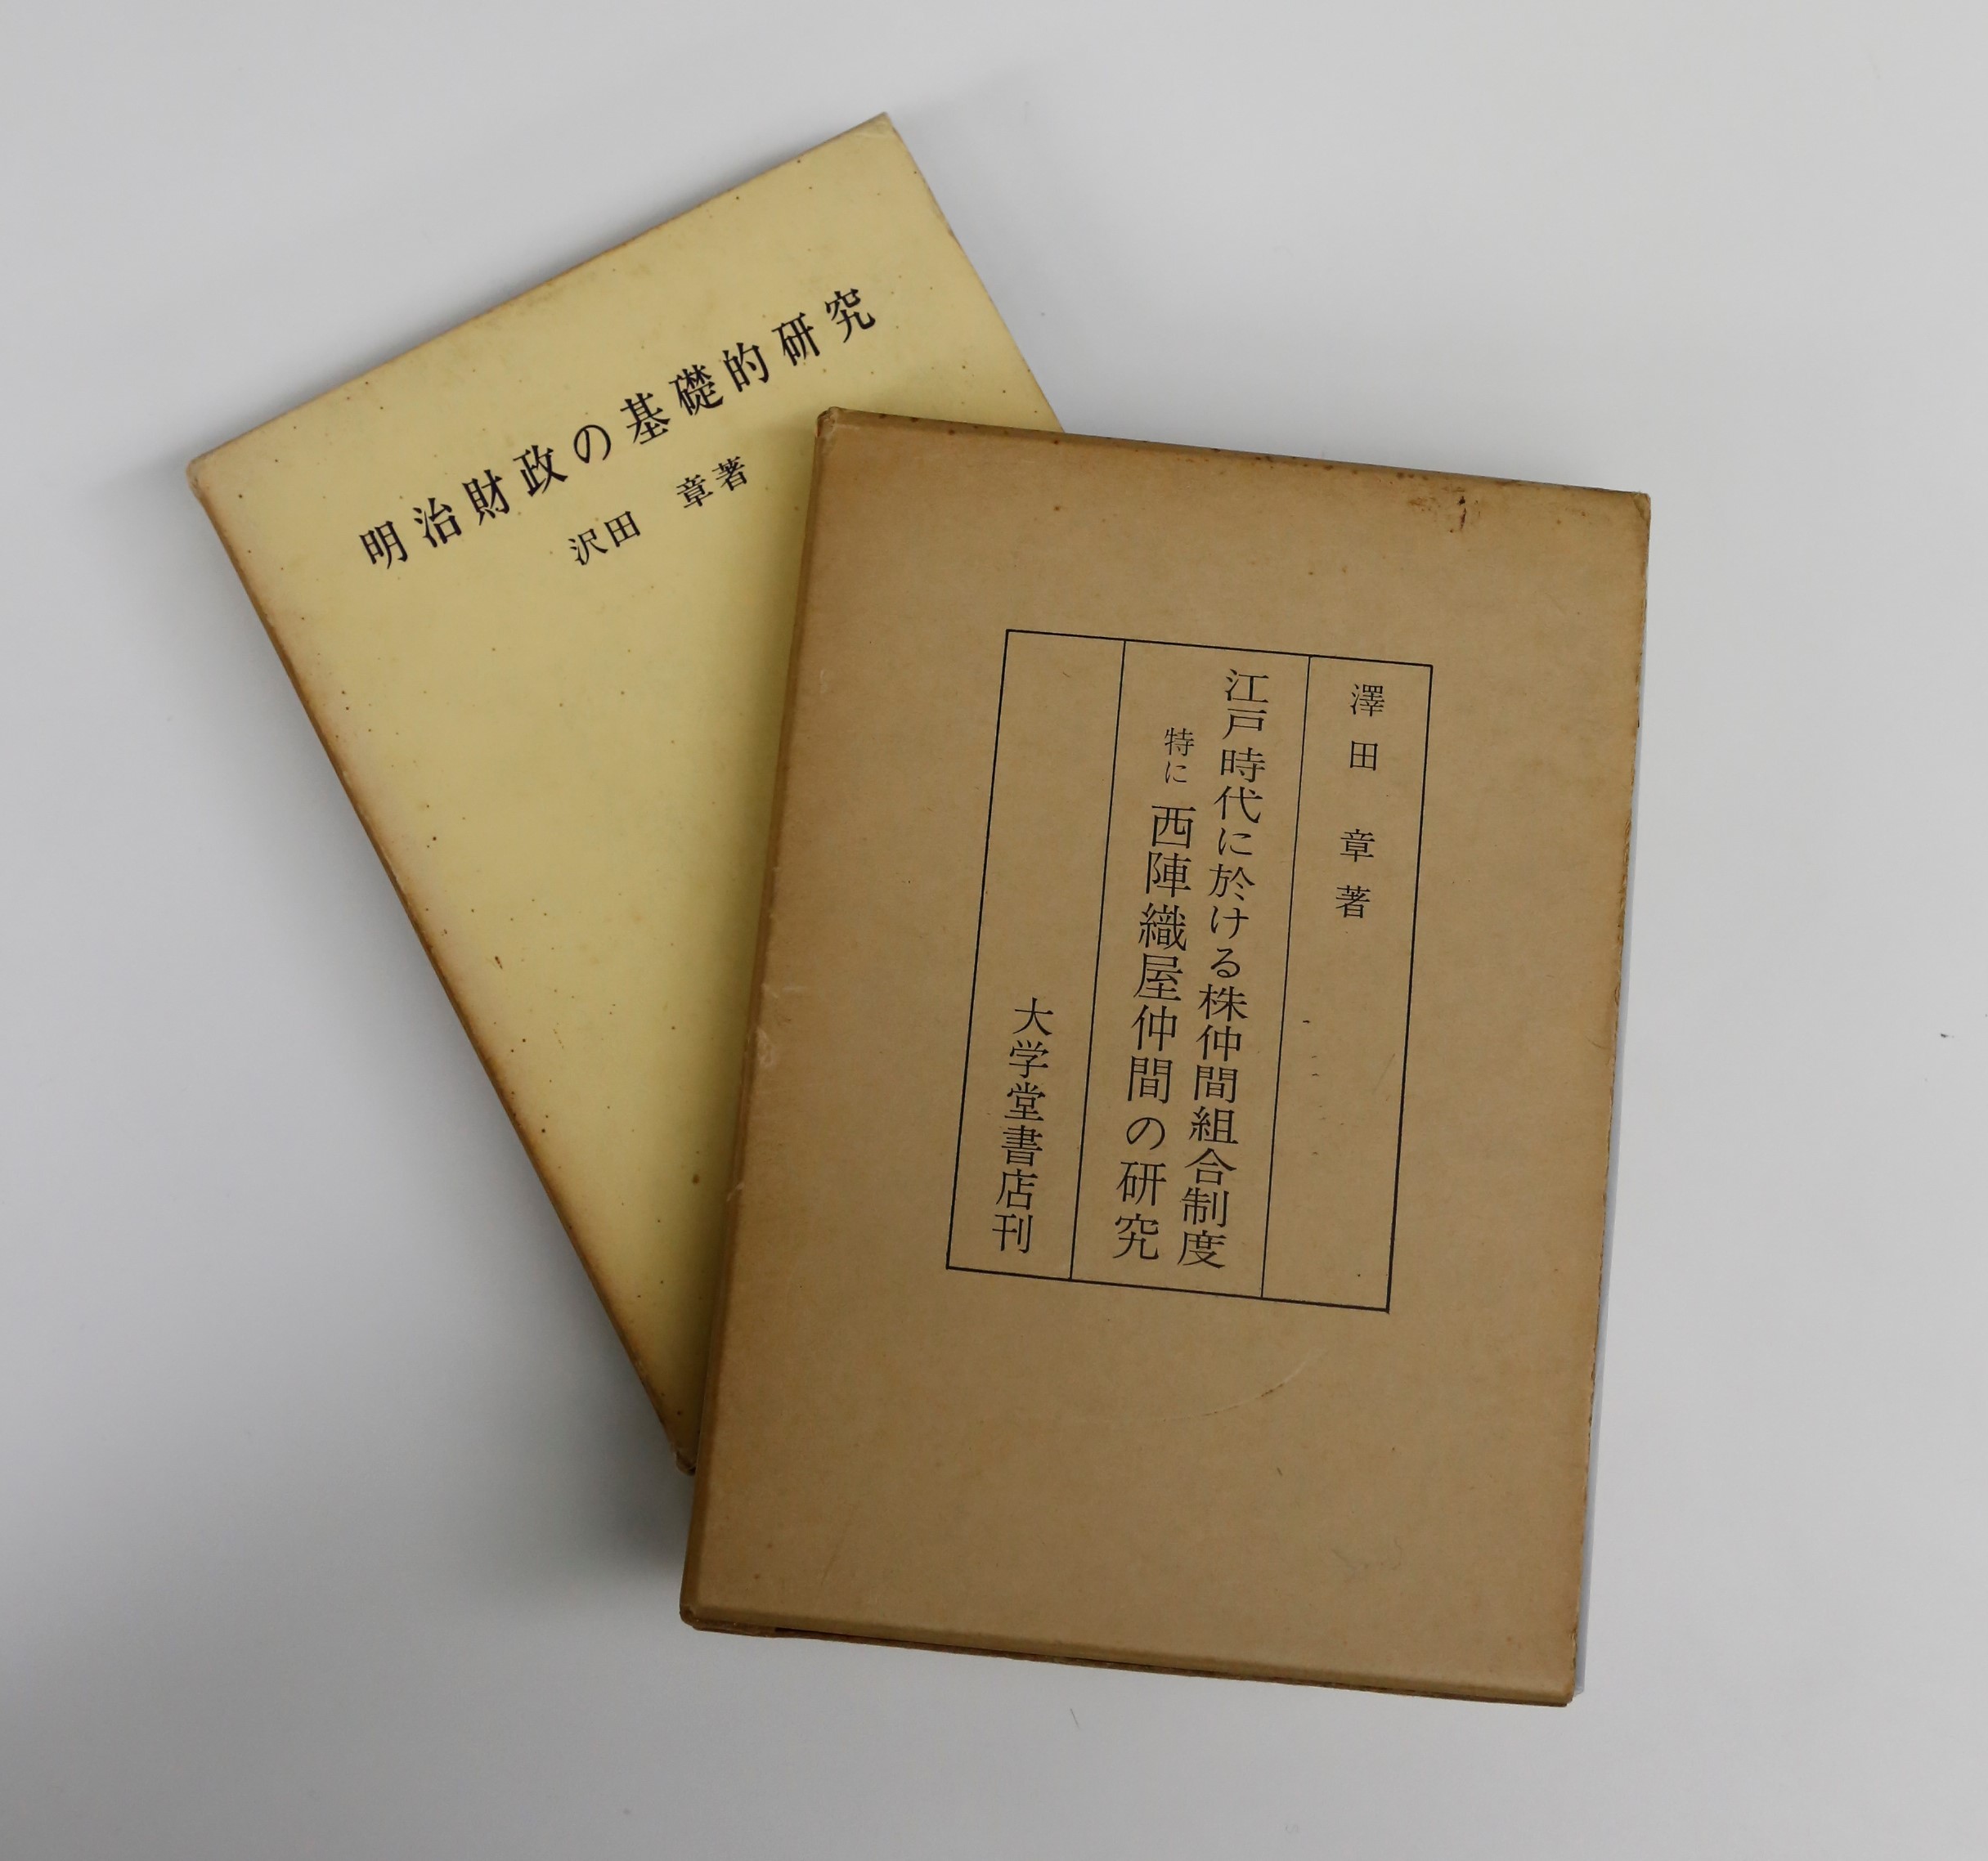 明治財政の基礎的研究
沢田 章著
澤田 章著
江戸時代に於ける株仲間組合制度
特に 西陣織屋仲間の研究
大学堂書店刊